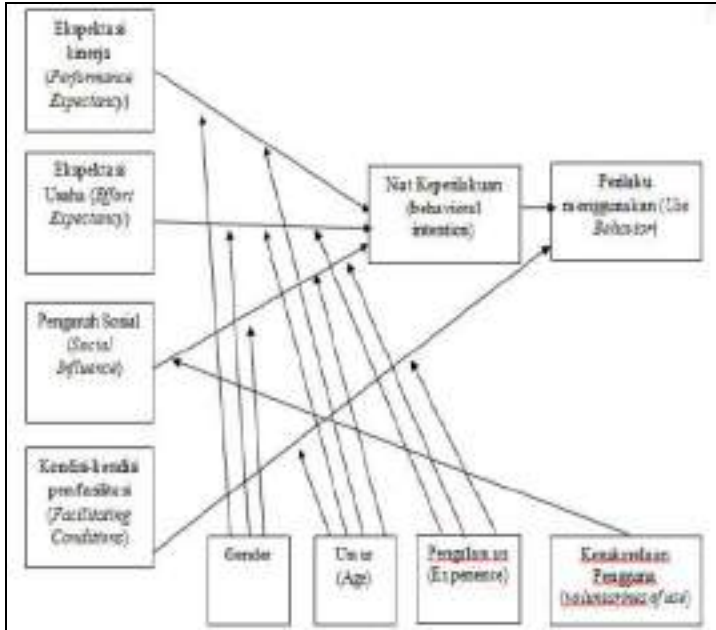 Ekspektasi
kinerja
(Performance
Expectancy)
Ekspektasi
Usaha (Effort
Expectancy)
Niat Keperilakuan
(behavioral
intention)
Perilaku
menggunakan (Use
Behavior)
Pengaruh Sosial
(Social
Influence)
Kondisi-kondisi
pemfasilitasi
(Facilitating
Conditions)
Gender
Umur
(Age)
Pengalaman
(Experience)
Kesukarelaan
Pengguna
(voluntariness of use)